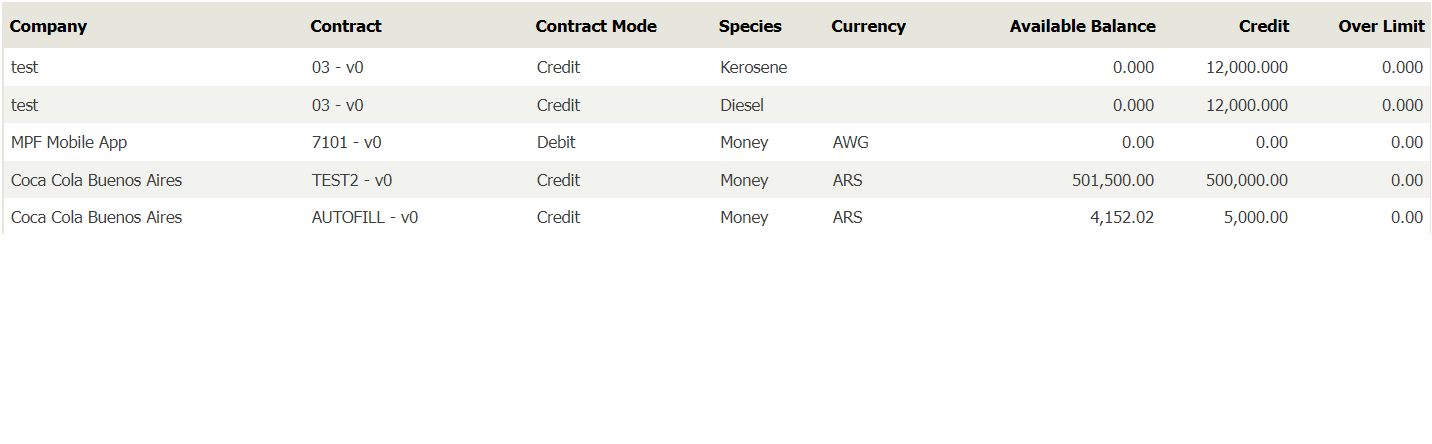 Company Contract Contract Mode Species Currency Available Balance Credit Over Limit
test 03 - v0 Credit Kerosene 0.000 12,000.000 0.000
test 03 - v0 Credit Diesel 0.000 12,000.000 0.000
MPF Mobile App 7101 - v0 Debit Money AWG 0.00 0.00 0.00
Coca Cola Buenos Aires TEST2 - v0 Credit Money ARS 501,500.00 500,000.00 0.00
Coca Cola Buenos Aires AUTOFILL - v0 Credit Money ARS 4,152.02 5,000.00 0.00